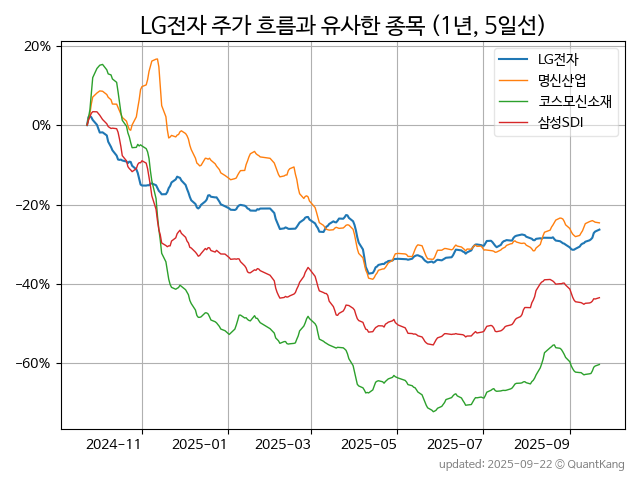 LG전자 주가 흐름과 유사한 종목 (1년, 5일선)
20%
0%
−20%
−40%
−60%
LG전자
명신산업
코스모신소재
삼성SDI
2024−11
2025−01
2025−03
2025−05
2025−07
2025−09
updated: 2025-09-22 © QuantKang